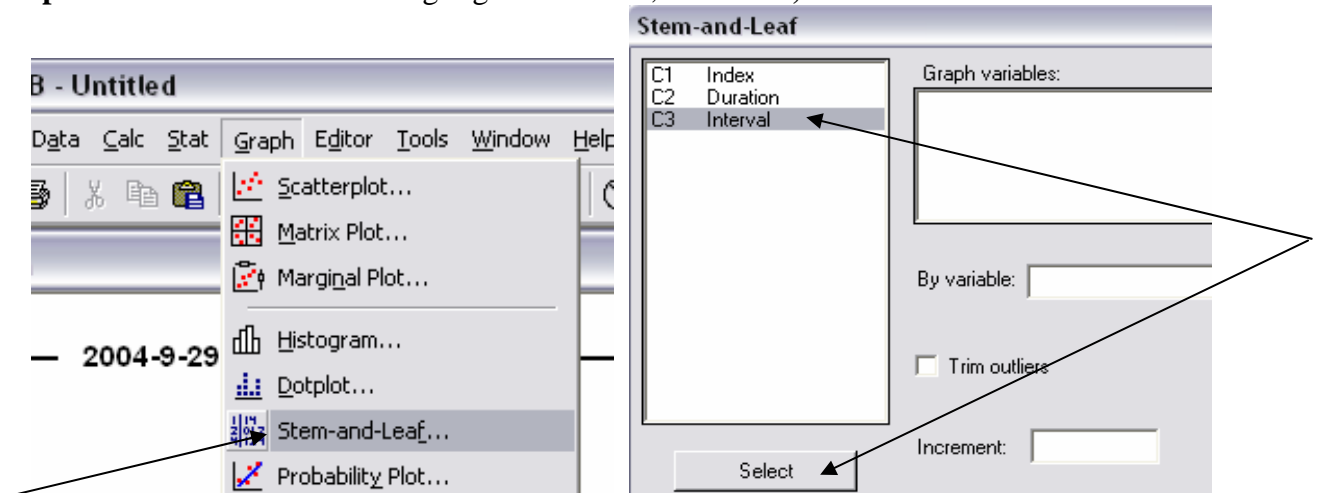 Stem-and-Leaf
B - Untitled
Data Calc Stat Graph Editor Tools Window Help
Scatterplot...
Matrix Plot...
Marginal Plot...
Histogram...
Dotplot...
Stem-and-Leaf...
Probability Plot...
2004-9-29
C1 Index
C2 Duration
C3 Interval
Graph variables:
By variable:
Trim outliers
Increment:
Select